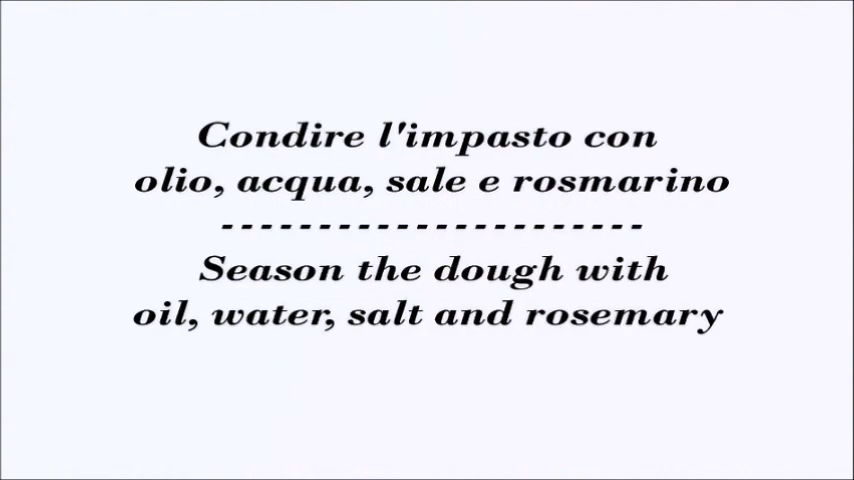 Condire l'impasto con
olio, acqua, sale e rosmarino
----------------------
Season the dough with
oil, water, salt and rosemary